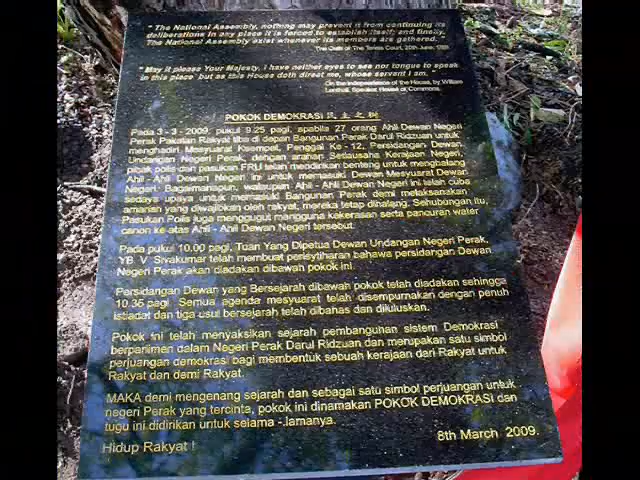 " The National Assembly, nothing may prevent it from continuing its
deliberations in any place it is forced to establish itself; and finally,
The National Assembly exist whenever its members are gathered."
The Oath of The Tennis Court, 20th June, 1789
" May it please Your Majesty, I have neither eyes to see nor tongue to speak
in this place but as this House doth direct me, whose servant I am. "
On the independence of the House, by William
Lenthall, Speaker House of Commons.
POKOK DEMOKRASI 民主之树
Pada 3 - 3 - 2009, pukul 9.25 pagi, apabila 27 orang Ahli Dewan Negeri
Perak Pakatan Rakyat tiba di depan Bangunan Perak Darul Ridzuan untuk
menghadiri Mesyuarat Keempat, Penggal Ke - 12, Persidangan Dewan
Undangan Negeri Perak, dengan arahan Setiausaha Kerajaan Negeri,
pihak polis dan pasukan FRU telah mendirikan benteng untuk menghalang
Ahli - Ahli Dewan Negeri ini untuk memasuki Dewan Mesyuarat Dewan
Negeri. Bagaimanapun, walaupun Ahli - Ahli Dewan Negeri ini telah cuba
sedaya upaya untuk memasuki Bangunan Perak demi melaksanakan
amanah yang diwajibkan oleh rakyat, mereka tetap dihalang. Sehubungan itu,
Pasukan Polis juga menggugut mengguna kekerasan serta pancuran water
canon ke atas Ahli - Ahli Dewan Negeri tersebut.
Pada pukul 10.00 pagi, Tuan Yang Dipetua Dewan Undangan Negeri Perak,
YB. V. Sivakumar telah membuat perisytiharan bahawa persidangan Dewan
Negeri Perak akan diadakan dibawah pokok ini.
Persidangan Dewan yang Bersejarah dibawah pokok telah diadakan sehingga
10.35 pagi. Semua agenda mesyuarat telah disempurnakan dengan penuh
istiadat dan tiga usul bersejarah telah dibahas dan diluluskan.
Pokok ini telah menyaksikan sejarah pembangunan sistem Demokrasi
berparlimen dalam Negeri Perak Darul Ridzuan dan merupakan satu simbol
perjuangan demokrasi bagi membentuk sebuah kerajaan dari Rakyat untuk
Rakyat dan demi Rakyat.
MAKA demi mengenang sejarah dan sebagai satu simbol perjuangan untuk
negeri Perak yang tercinta, pokok ini dinamakan POKOK DEMOKRASI dan
tugu ini didirikan untuk selama - lamanya.
Hidup Rakyat !
8th March 2009.